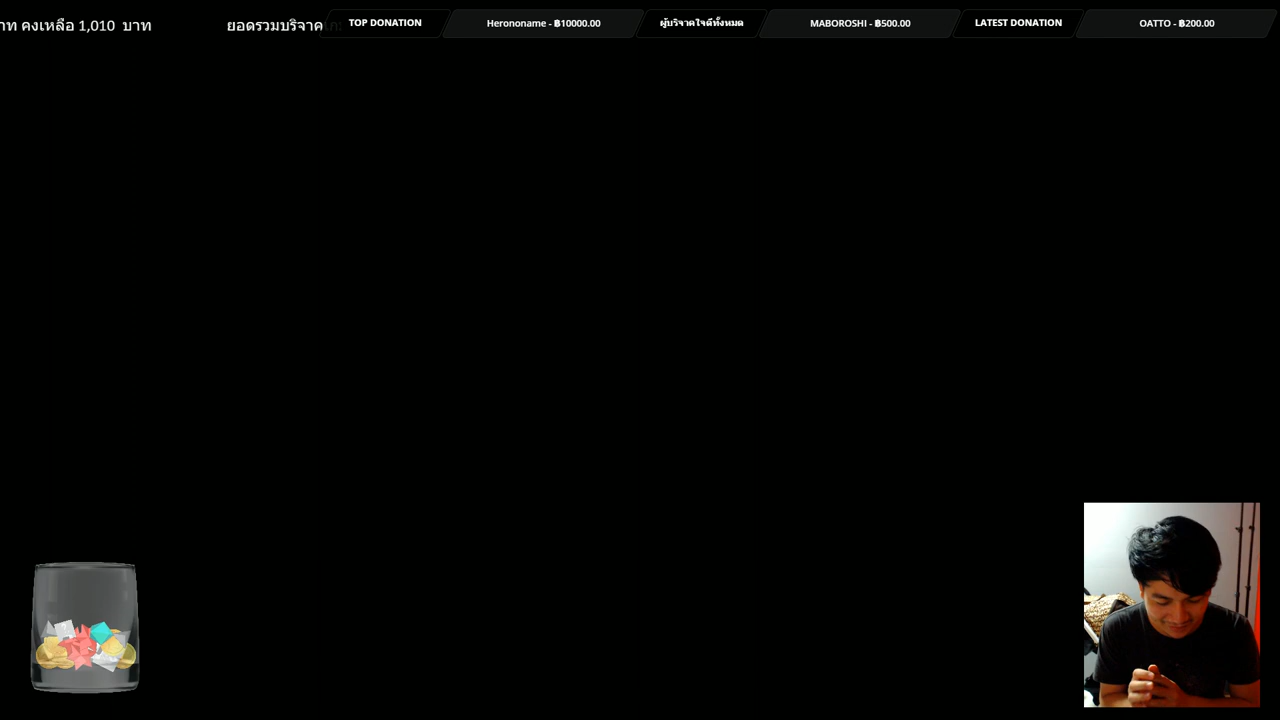 คงเหลือ 1,010 บาท
ยอดรวมบริจาค
TOP DONATION
Herononame - ฿10000.00
ผู้บริจาคใจดีทั้งหมด
MABOROSHI - ฿500.00
LATEST DONATION
OATTO - ฿200.00